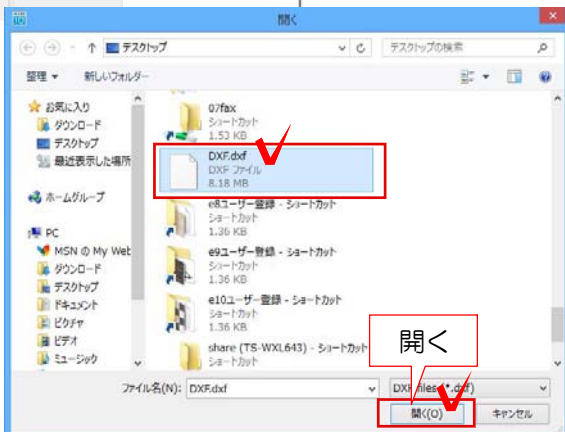 開く
デスクトップ
デスクトップの検索
整理
新しいフォルダー
お気に入り
ダウンロード
デスクトップ
最近表示した場所
ホームグループ
PC
MSN の My Web
ダウンロード
デスクトップ
ドキュメント
ピクチャ
ビデオ
ミュージック
07fax
ショートカット
1.53 KB
DXF.dxf
DXF ファイル
8.18 MB
e8ユーザー登録 - ショートカット
ショートカット
1.36 KB
e9ユーザー登録 - ショートカット
ショートカット
1.36 KB
e10ユーザー登録 - ショートカット
ショートカット
1.36 KB
share (TS-WXL643) - ショートカット
ショートカット
開く
ファイル名(N):
DXF.dxf
DXF files (*.dxf)
開く(O)
キャンセル